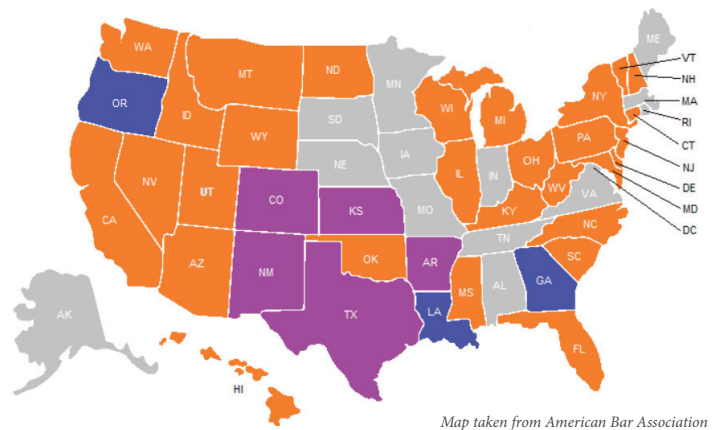 WA
MT
ND
MN
ME
VT
NH
MA
RI
CT
NJ
DE
MD
DC
OR
ID
WY
SD
WI
MI
NY
NV
UT
CO
NE
IA
IL
IN
OH
PA
WV
VA
CA
AZ
NM
KS
MO
KY
NC
TN
SC
OK
AR
TX
LA
MS
AL
GA
FL
AK
HI
Map taken from American Bar Association